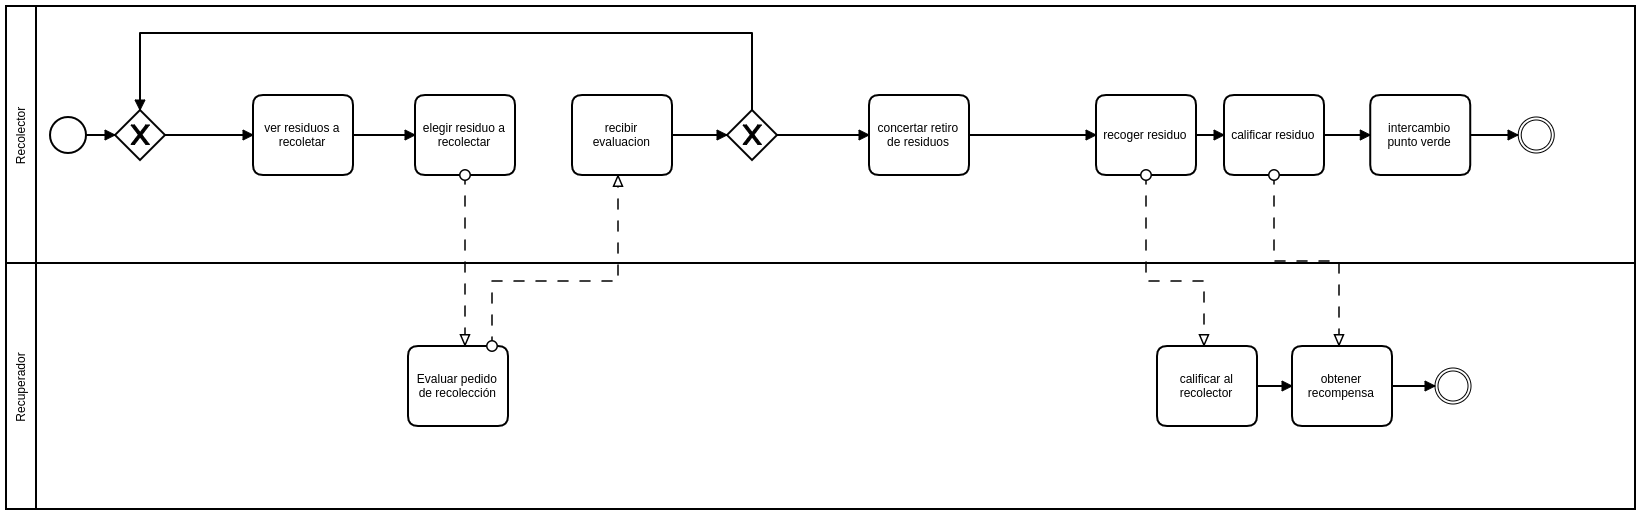 Recolector
ver residuos a
recoletar
elegir residuo a
recolectar
recibir
evaluacion
concertar retiro
de residuos
recoger residuo
calificar residuo
intercambio
punto verde
Recuperador
Evaluar pedido
de recolección
calificar al
recolector
obtener
recompensa